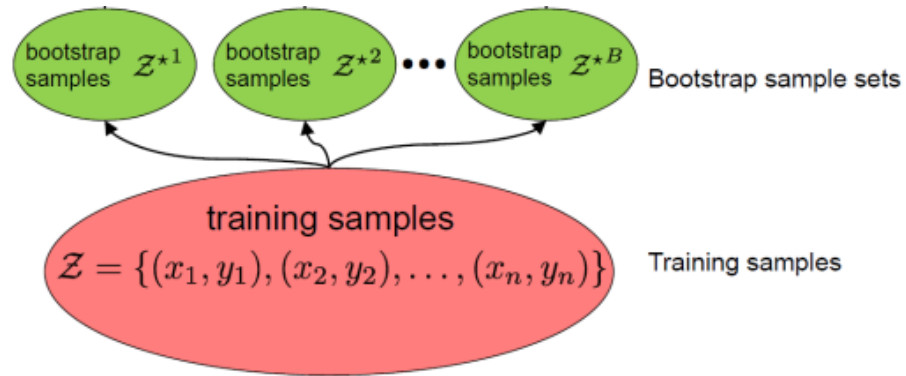 bootstrap
samples 𝒵^{⋆1}
bootstrap
samples 𝒵^{⋆2}
•••
bootstrap
samples 𝒵^{⋆B}
Bootstrap sample sets
training samples
𝒵 = {(x₁, y₁), (x₂, y₂), . . . , (xₙ, yₙ)}
Training samples